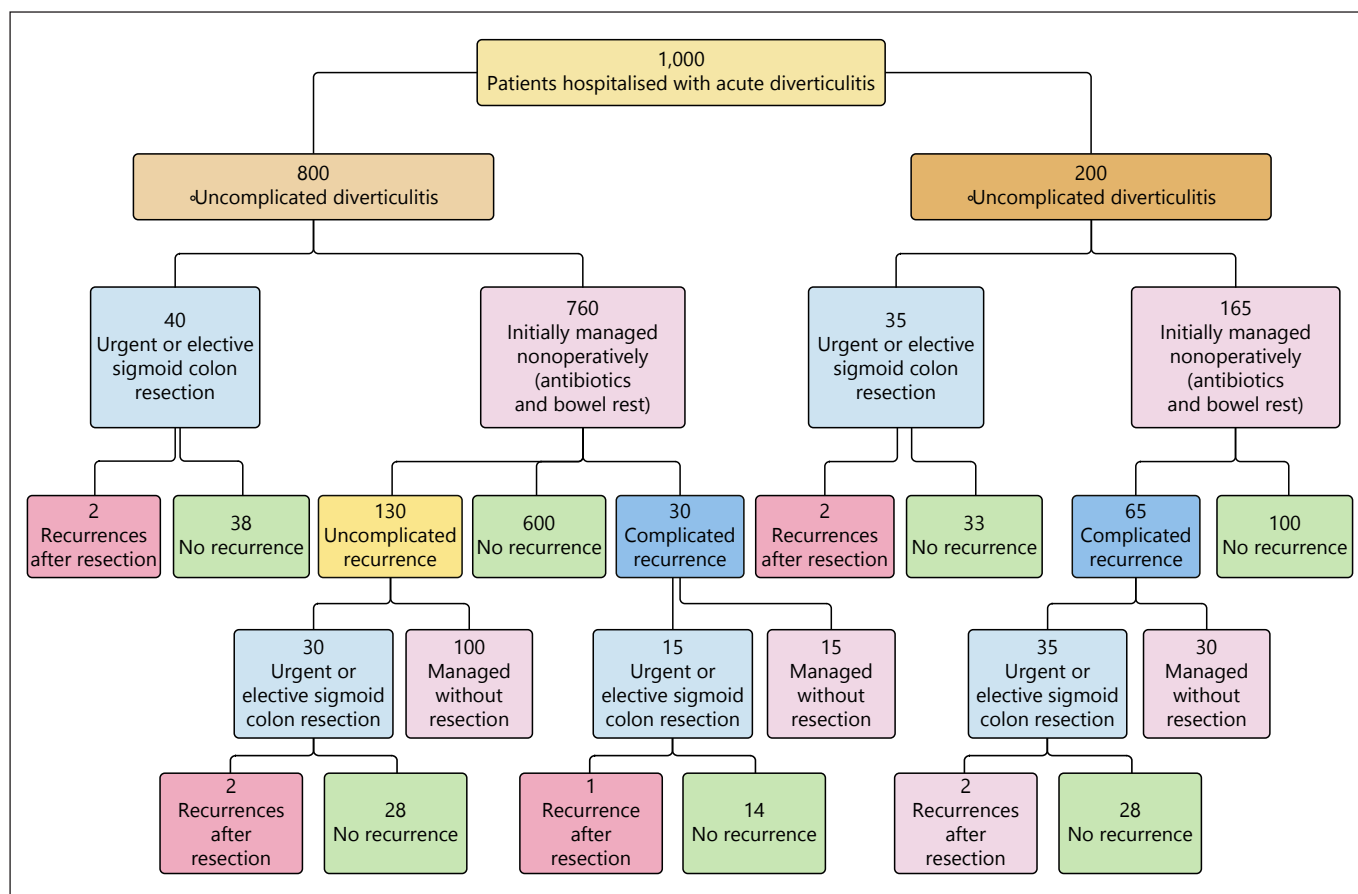 1,000
Patients hospitalised with acute diverticulitis
800
Uncomplicated diverticulitis
200
Uncomplicated diverticulitis
40
Urgent or elective
sigmoid colon
resection
760
Initially managed
nonoperatively
(antibiotics
and bowel rest)
35
Urgent or elective
sigmoid colon
resection
165
Initially managed
nonoperatively
(antibiotics
and bowel rest)
2
Recurrences
after resection
38
No recurrence
130
Uncomplicated
recurrence
600
No recurrence
30
Complicated
recurrence
2
Recurrences
after resection
33
No recurrence
65
Complicated
recurrence
100
No recurrence
30
Urgent or
elective sigmoid
colon resection
100
Managed
without
resection
15
Urgent or
elective sigmoid
colon resection
15
Managed
without
resection
35
Urgent or
elective sigmoid
colon resection
30
Managed
without
resection
2
Recurrences
after
resection
28
No recurrence
1
Recurrence
after
resection
14
No recurrence
2
Recurrences
after
resection
28
No recurrence